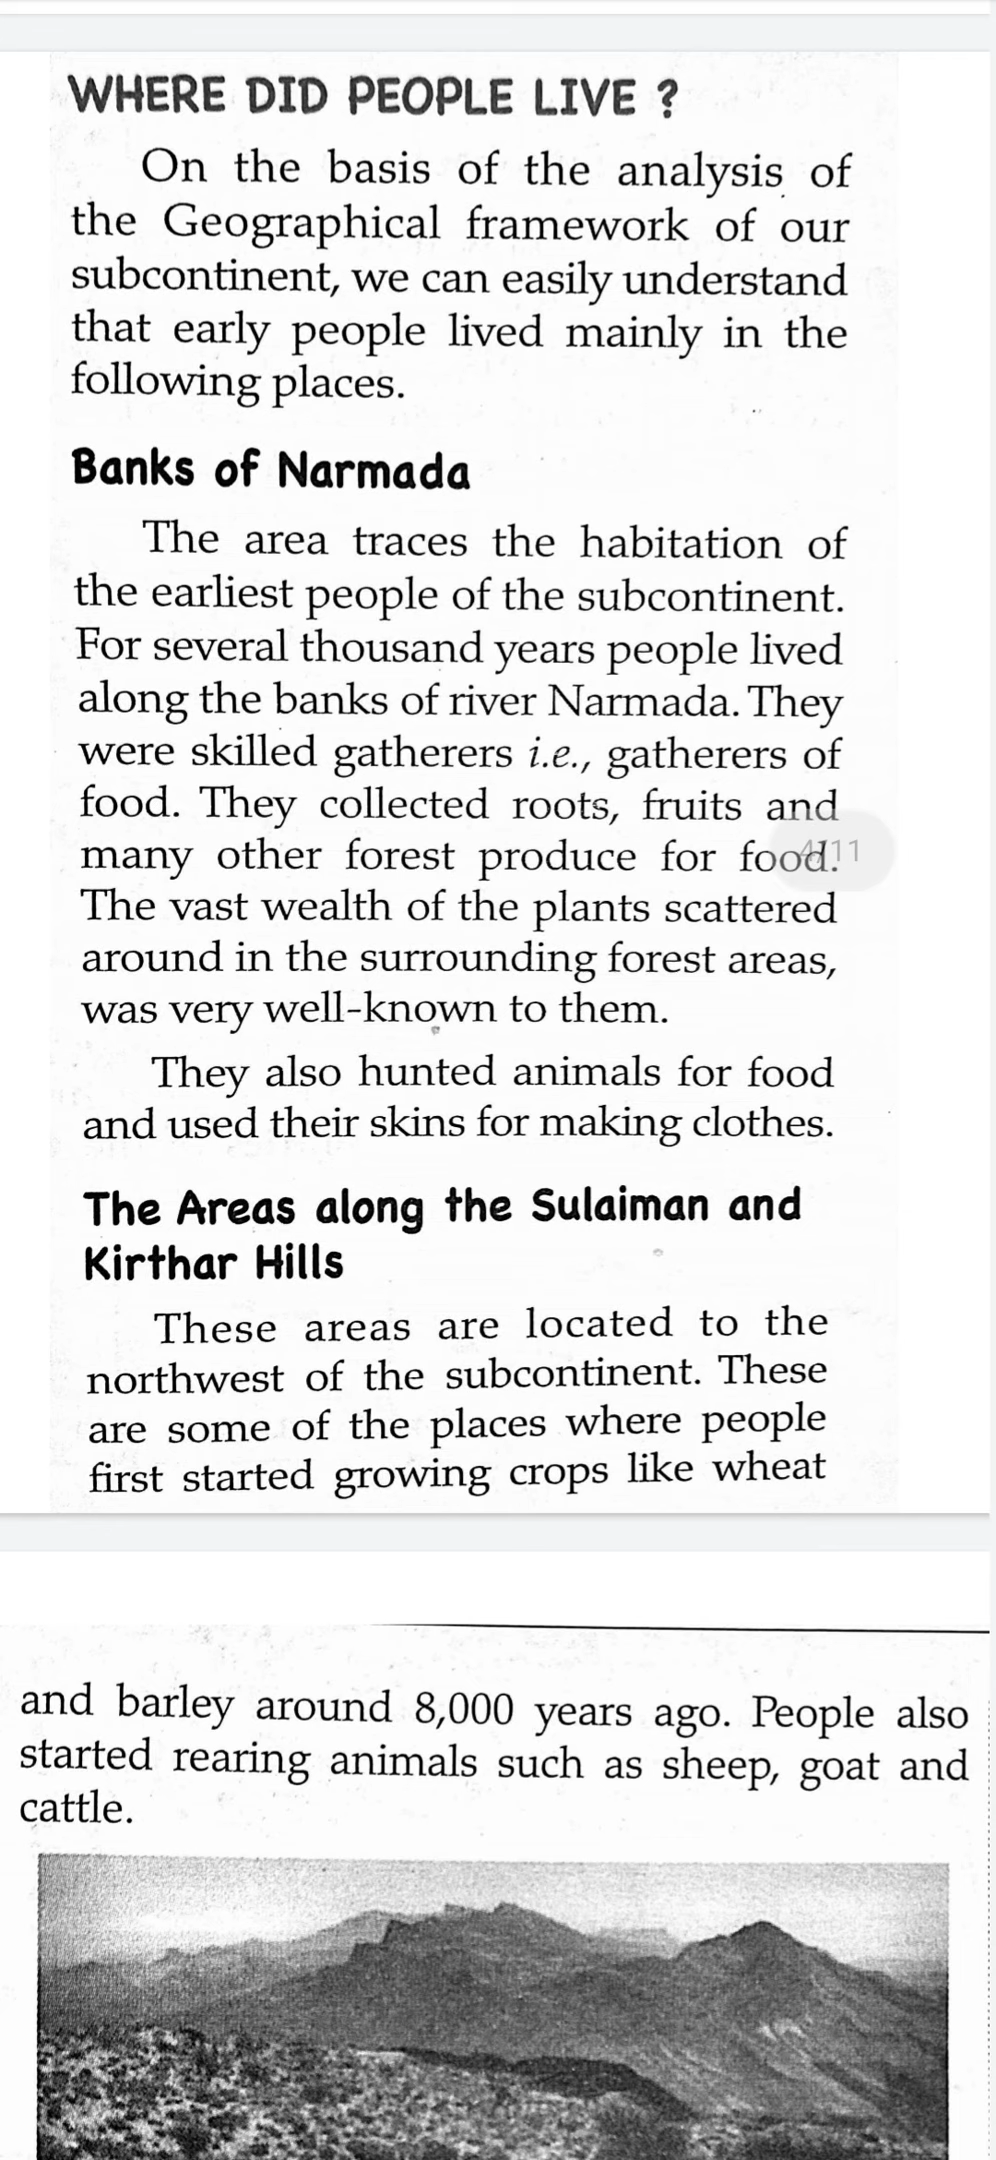 WHERE DID PEOPLE LIVE ?
On the basis of the analysis of
the Geographical framework of our
subcontinent, we can easily understand
that early people lived mainly in the
following places.
Banks of Narmada
The area traces the habitation of
the earliest people of the subcontinent.
For several thousand years people lived
along the banks of river Narmada. They
were skilled gatherers i.e., gatherers of
food. They collected roots, fruits and
many other forest produce for food.
4/11
The vast wealth of the plants scattered
around in the surrounding forest areas,
was very well-known to them.
They also hunted animals for food
and used their skins for making clothes.
The Areas along the Sulaiman and
Kirthar Hills
These areas are located to the
northwest of the subcontinent. These
are some of the places where people
first started growing crops like wheat
and barley around 8,000 years ago. People also
started rearing animals such as sheep, goat and
cattle.